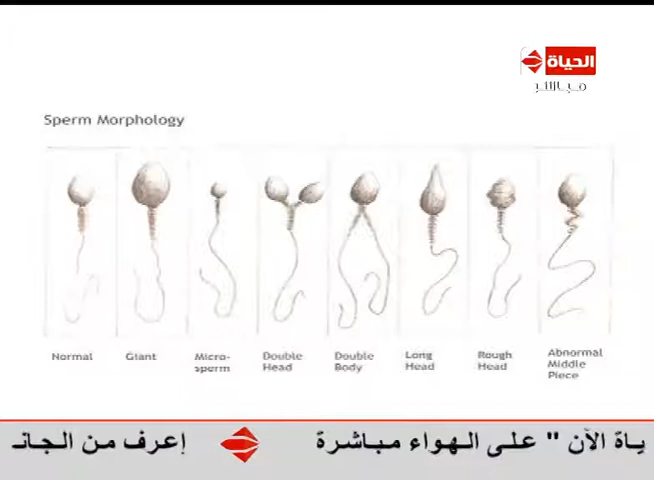 الحياة
مباشر
Sperm Morphology
Normal
Giant
Micro-
sperm
Double
Head
Double
Body
Long
Head
Rough
Head
Abnormal
Middle
Piece
ياة الآن " على الهواء مباشرة
إعرف من الجانـ